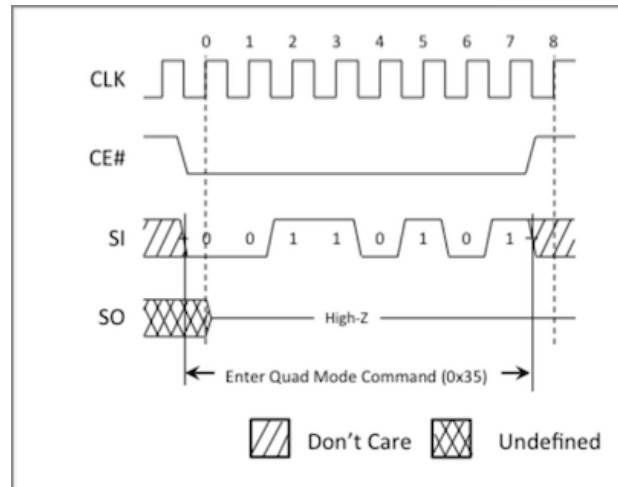 0 1 2 3 4 5 6 7 8
CLK
CE#
SI 0 0 1 1 0 1 0 1
SO High-Z
Enter Quad Mode Command (0x35)
Don't Care Undefined